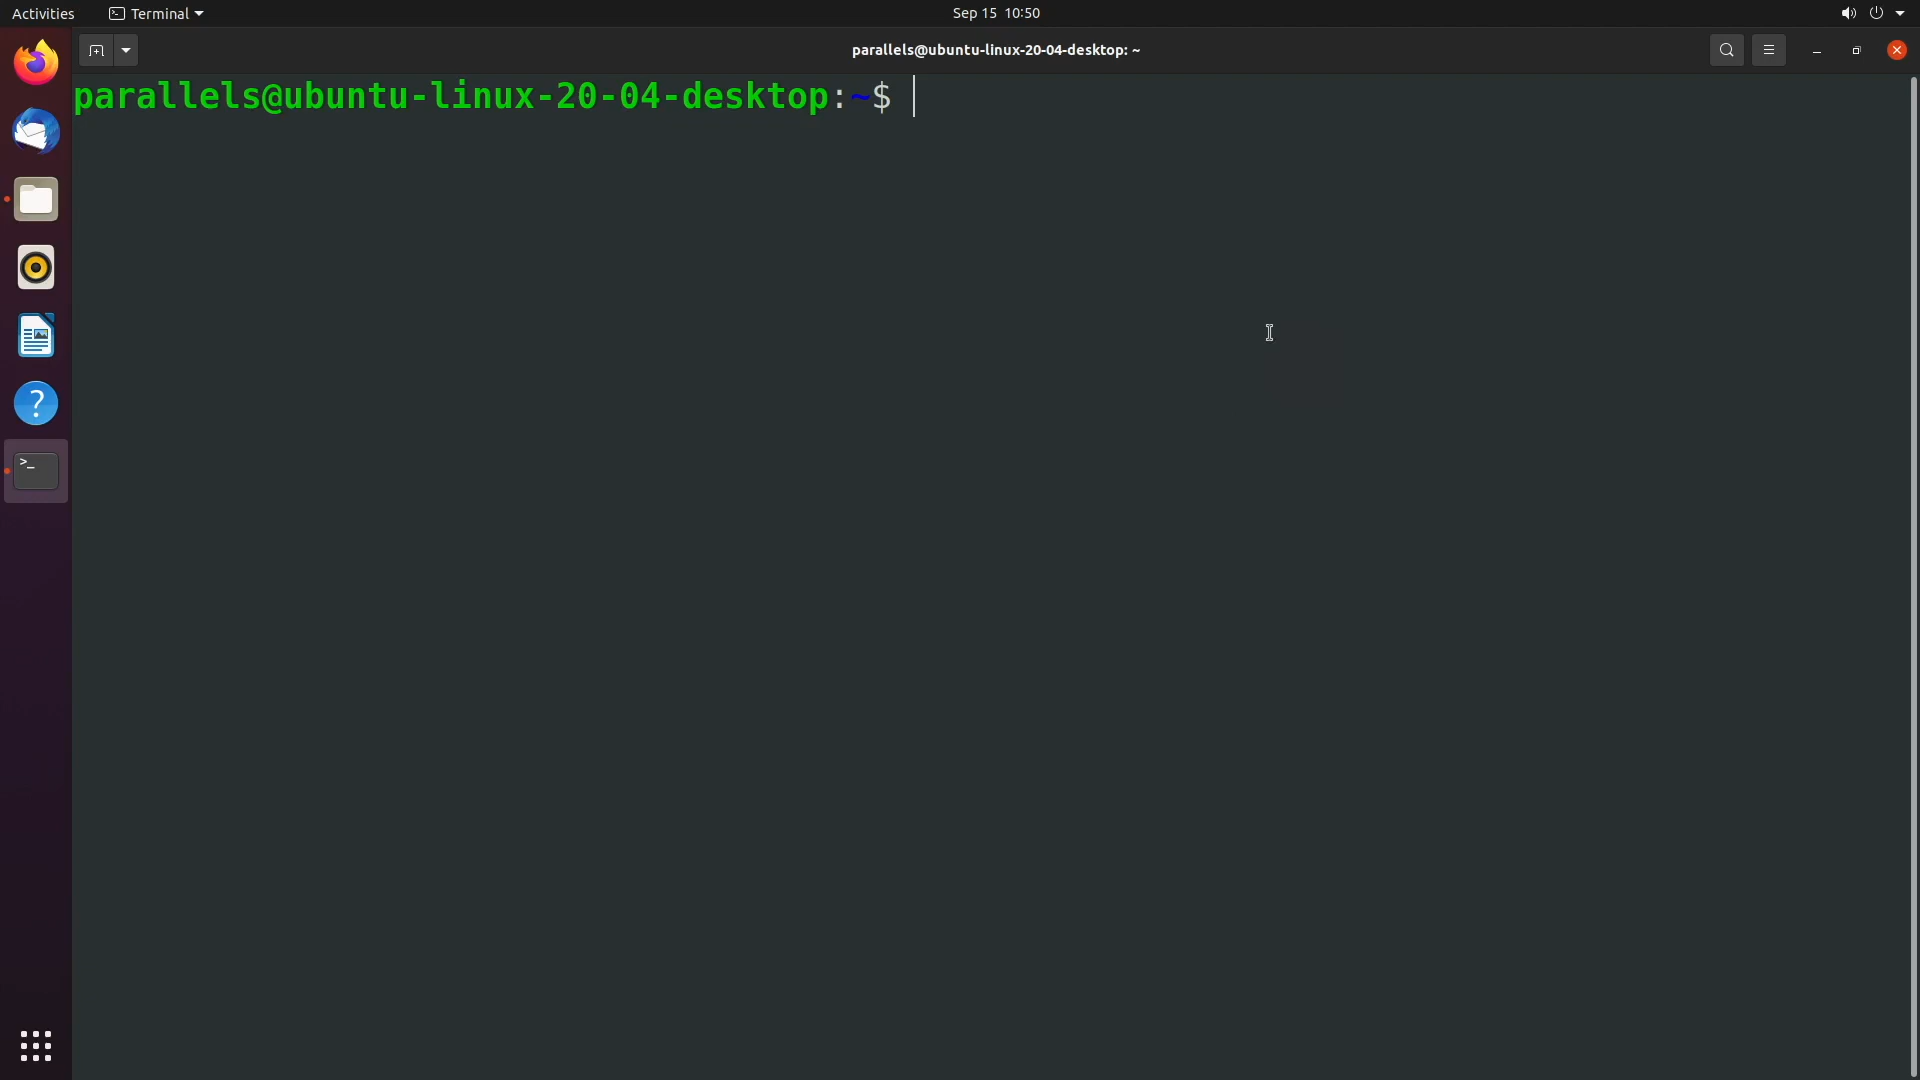 Activities Terminal Sep 15 10:50
parallels@ubuntu-linux-20-04-desktop: ~
parallels@ubuntu-linux-20-04-desktop:~$